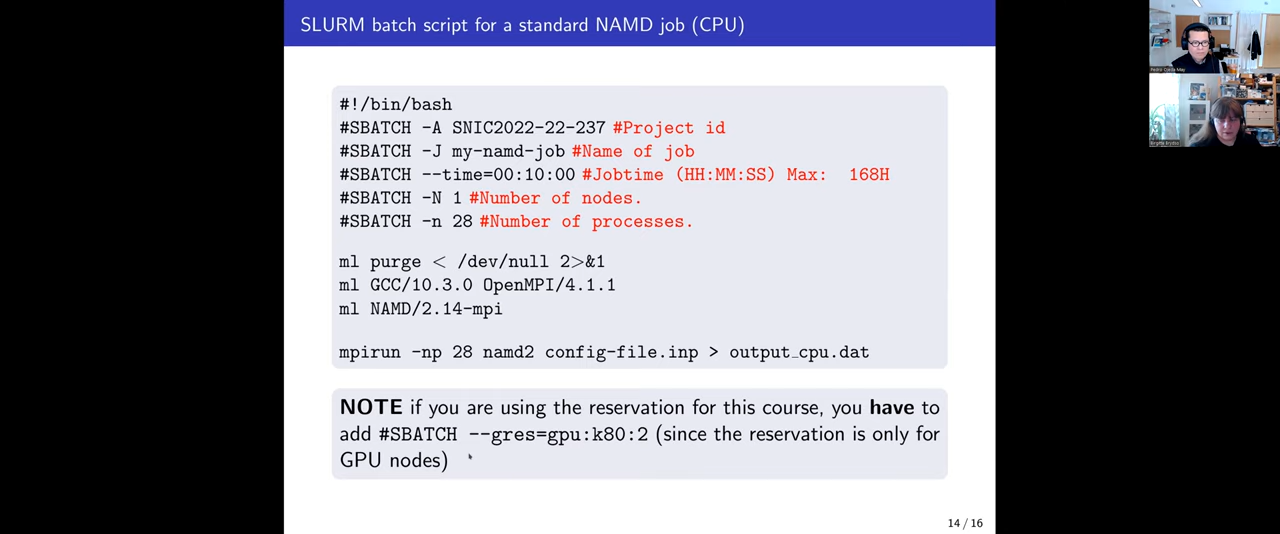 SLURM batch script for a standard NAMD job (CPU)
#!/bin/bash
#SBATCH -A SNIC2022-22-237 #Project id
#SBATCH -J my-namd-job #Name of job
#SBATCH --time=00:10:00 #Jobtime (HH:MM:SS) Max: 168H
#SBATCH -N 1 #Number of nodes.
#SBATCH -n 28 #Number of processes.
ml purge < /dev/null 2>&1
ml GCC/10.3.0 OpenMPI/4.1.1
ml NAMD/2.14-mpi
mpirun -np 28 namd2 config-file.inp > output_cpu.dat
NOTE if you are using the reservation for this course, you have to
add #SBATCH --gres=gpu:k80:2 (since the reservation is only for
GPU nodes)
14 / 16